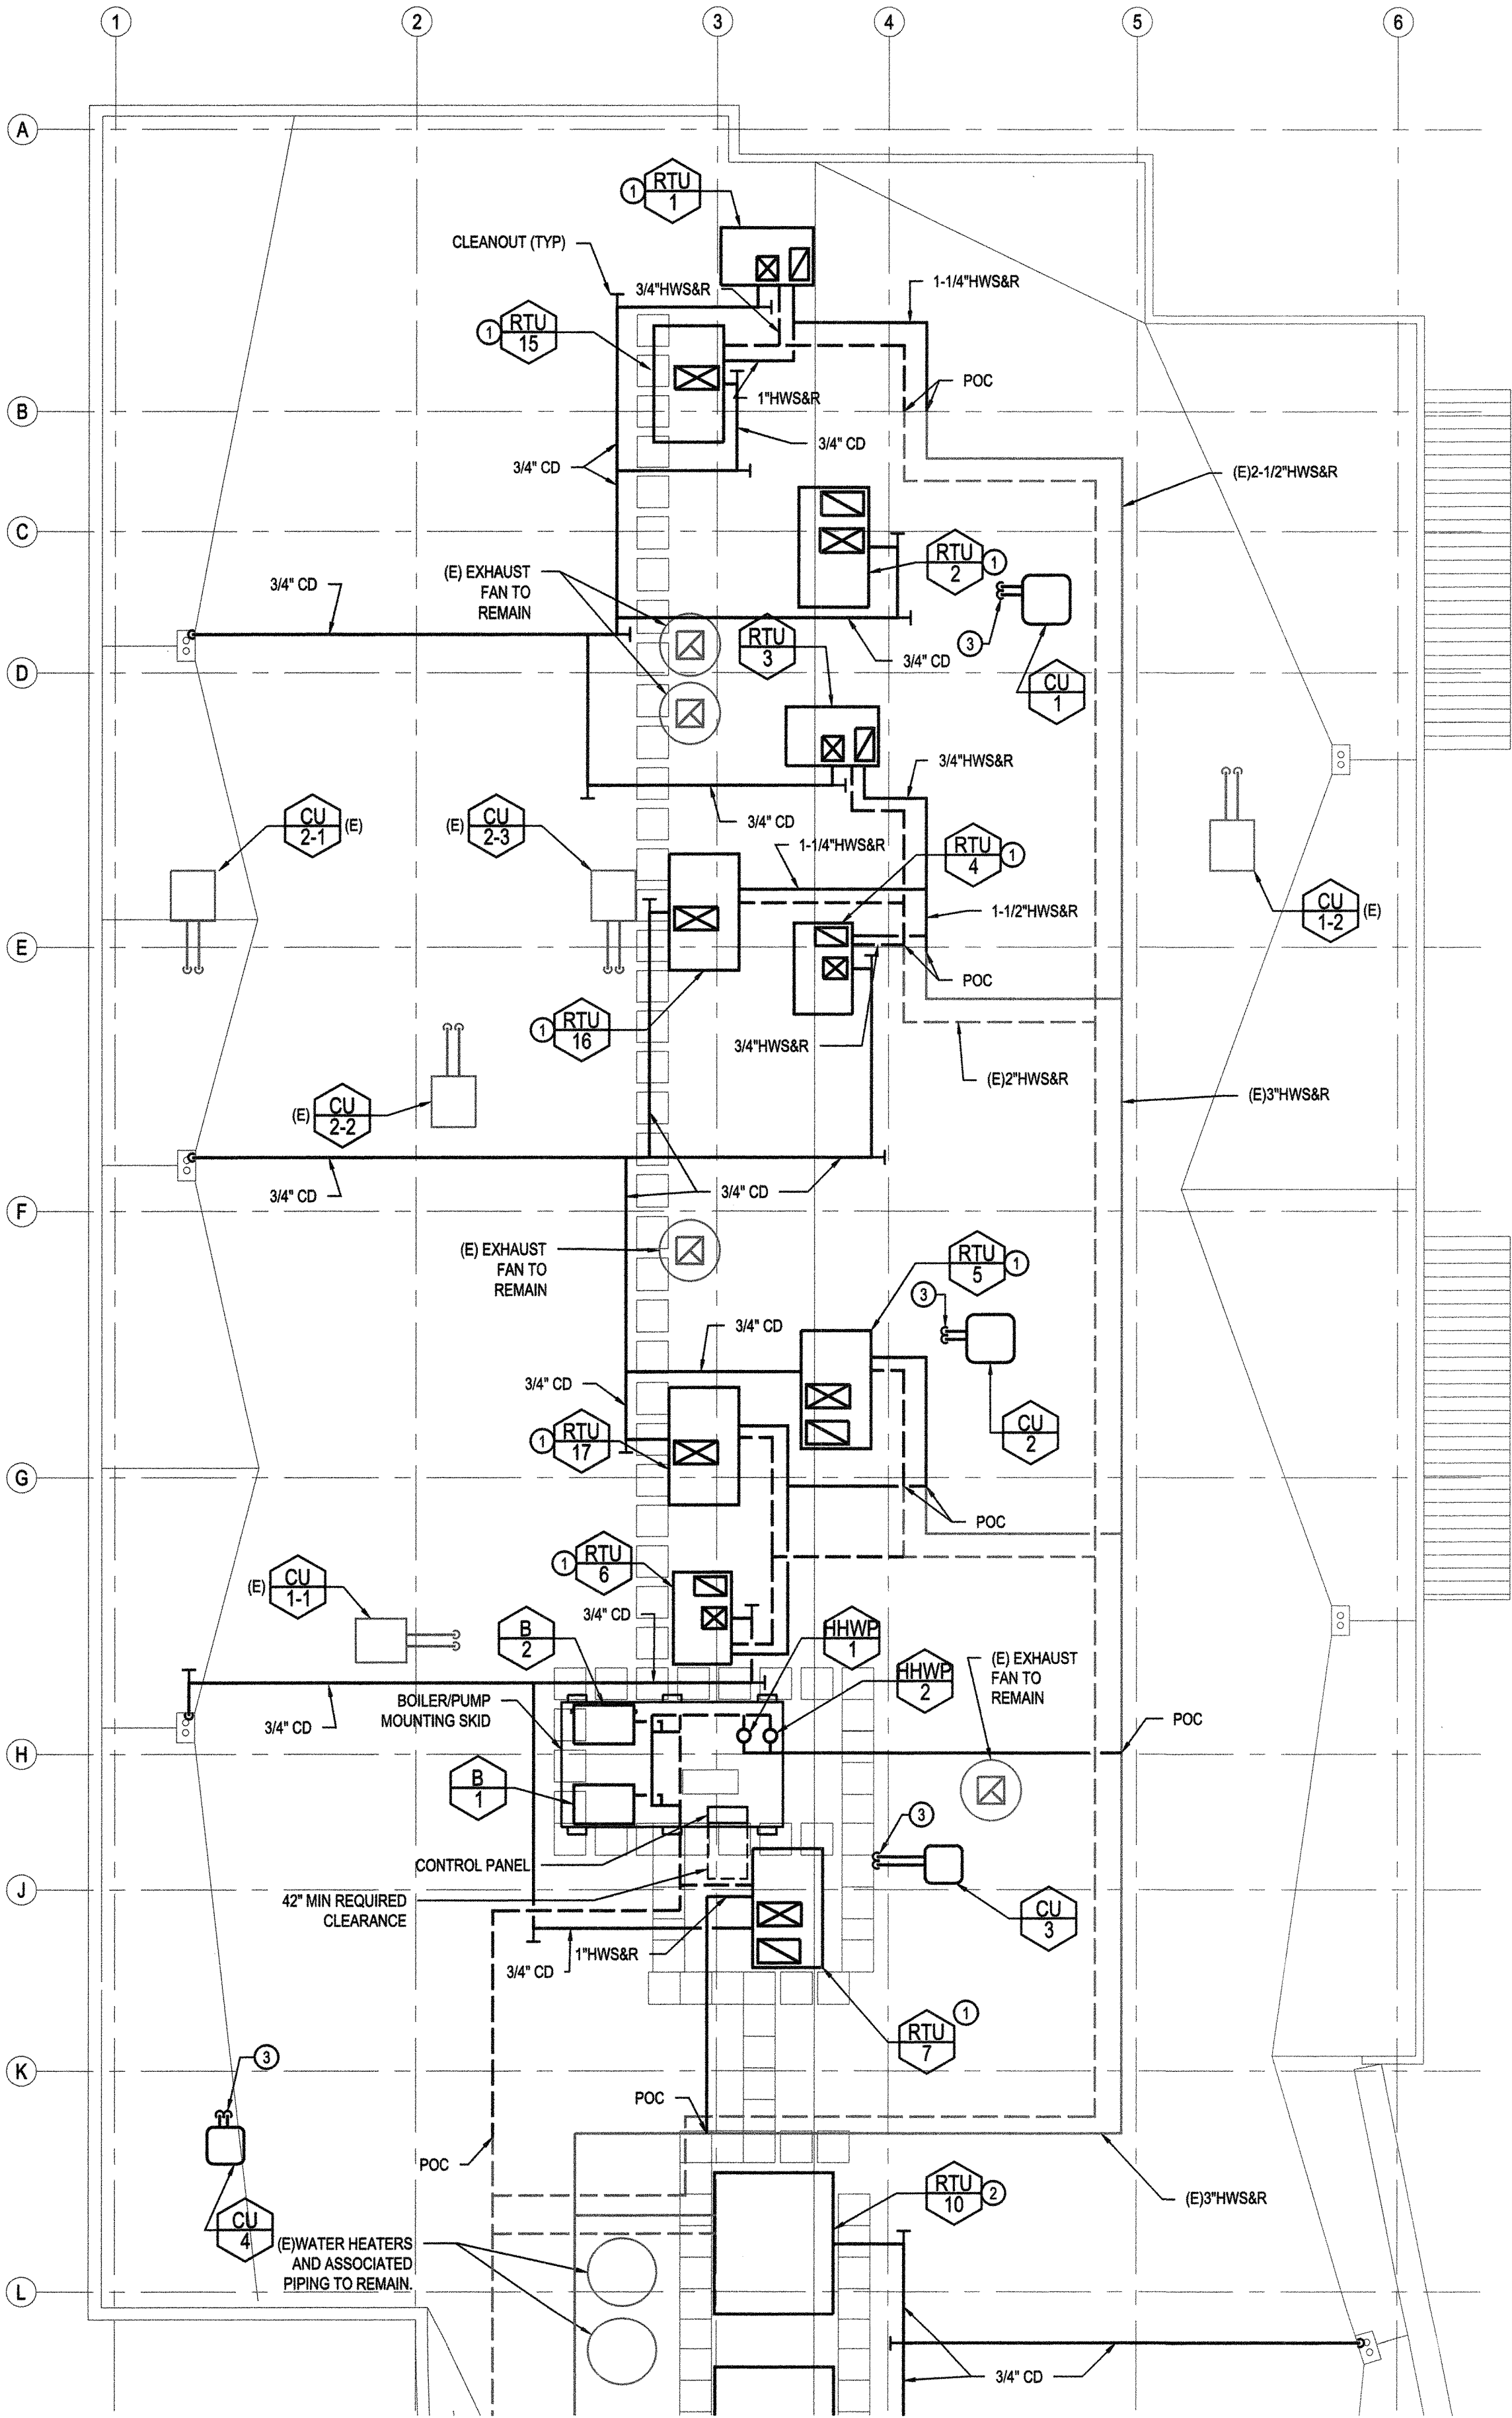 1 2 3 4 5 6
A
RTU
1
1
CLEANOUT (TYP)
3/4"HWS&R
1-1/4"HWS&R
RTU
15
1
POC
1"HWS&R
B
3/4" CD
3/4" CD
(E)2-1/2"HWS&R
C
RTU
2
1
(E) EXHAUST
FAN TO
REMAIN
3/4" CD
3
RTU
3
3/4" CD
D
CU
1
3/4"HWS&R
CU
2-1
(E)
CU
2-3
(E)
3/4" CD
1-1/4"HWS&R
RTU
4
1
1-1/2"HWS&R
CU
1-2
(E)
E
POC
RTU
16
1
3/4"HWS&R
(E)2"HWS&R
(E)3"HWS&R
CU
2-2
(E)
3/4" CD
3/4" CD
F
(E) EXHAUST
FAN TO
REMAIN
RTU
5
1
3
3/4" CD
3/4" CD
CU
2
RTU
17
1
G
POC
RTU
6
1
CU
1-1
(E)
3/4" CD
B
2
HHWP
1
HHWP
2
(E) EXHAUST
FAN TO
REMAIN
BOILER/PUMP
MOUNTING SKID
3/4" CD
POC
H
B
1
3
CONTROL PANEL
J
42" MIN REQUIRED
CLEARANCE
CU
3
1"HWS&R
3/4" CD
1
RTU
7
3
K
POC
POC
RTU
10
2
(E)3"HWS&R
CU
4
(E)WATER HEATERS
AND ASSOCIATED
PIPING TO REMAIN.
L
3/4" CD